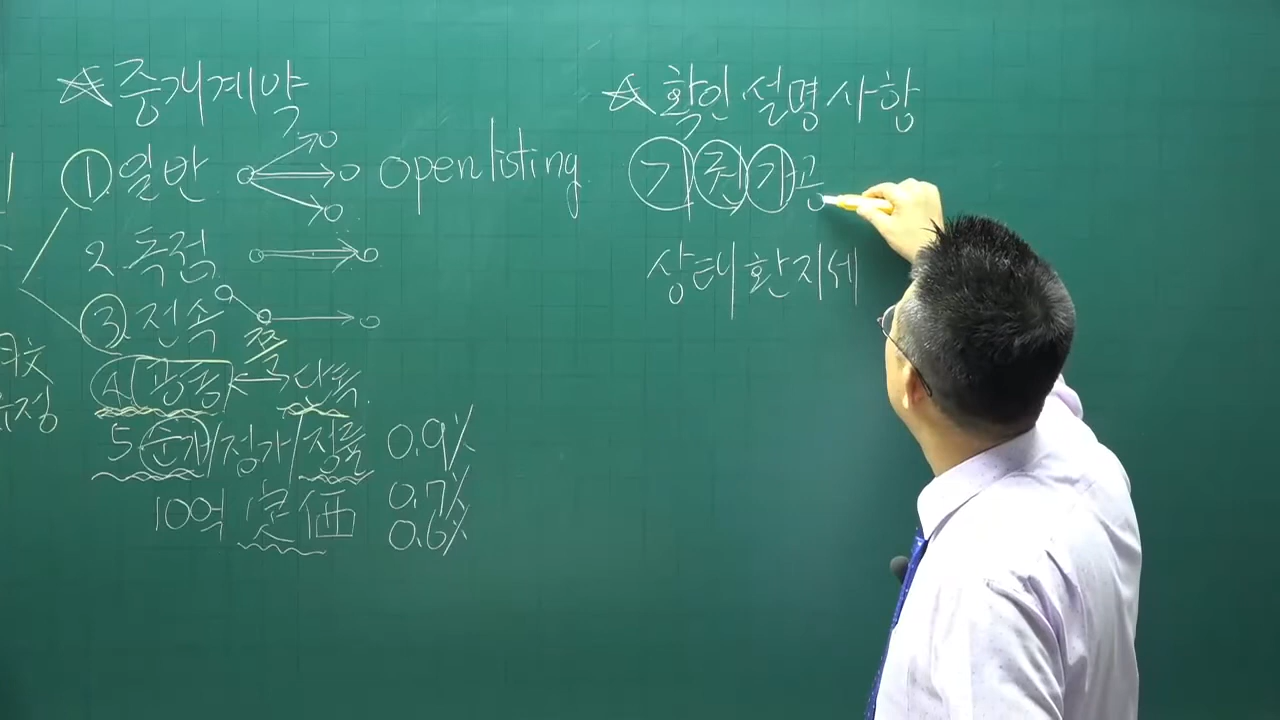 ☆중개계약
① 일반 open listing
2. 독점
③ 전속
쪽
④ 공동 ↔ 단독
5 순가/정가/정률 0.9%
10억 定価 0.7%
0.6%
☆확인설명사항
기 권 가 공
상태환지세